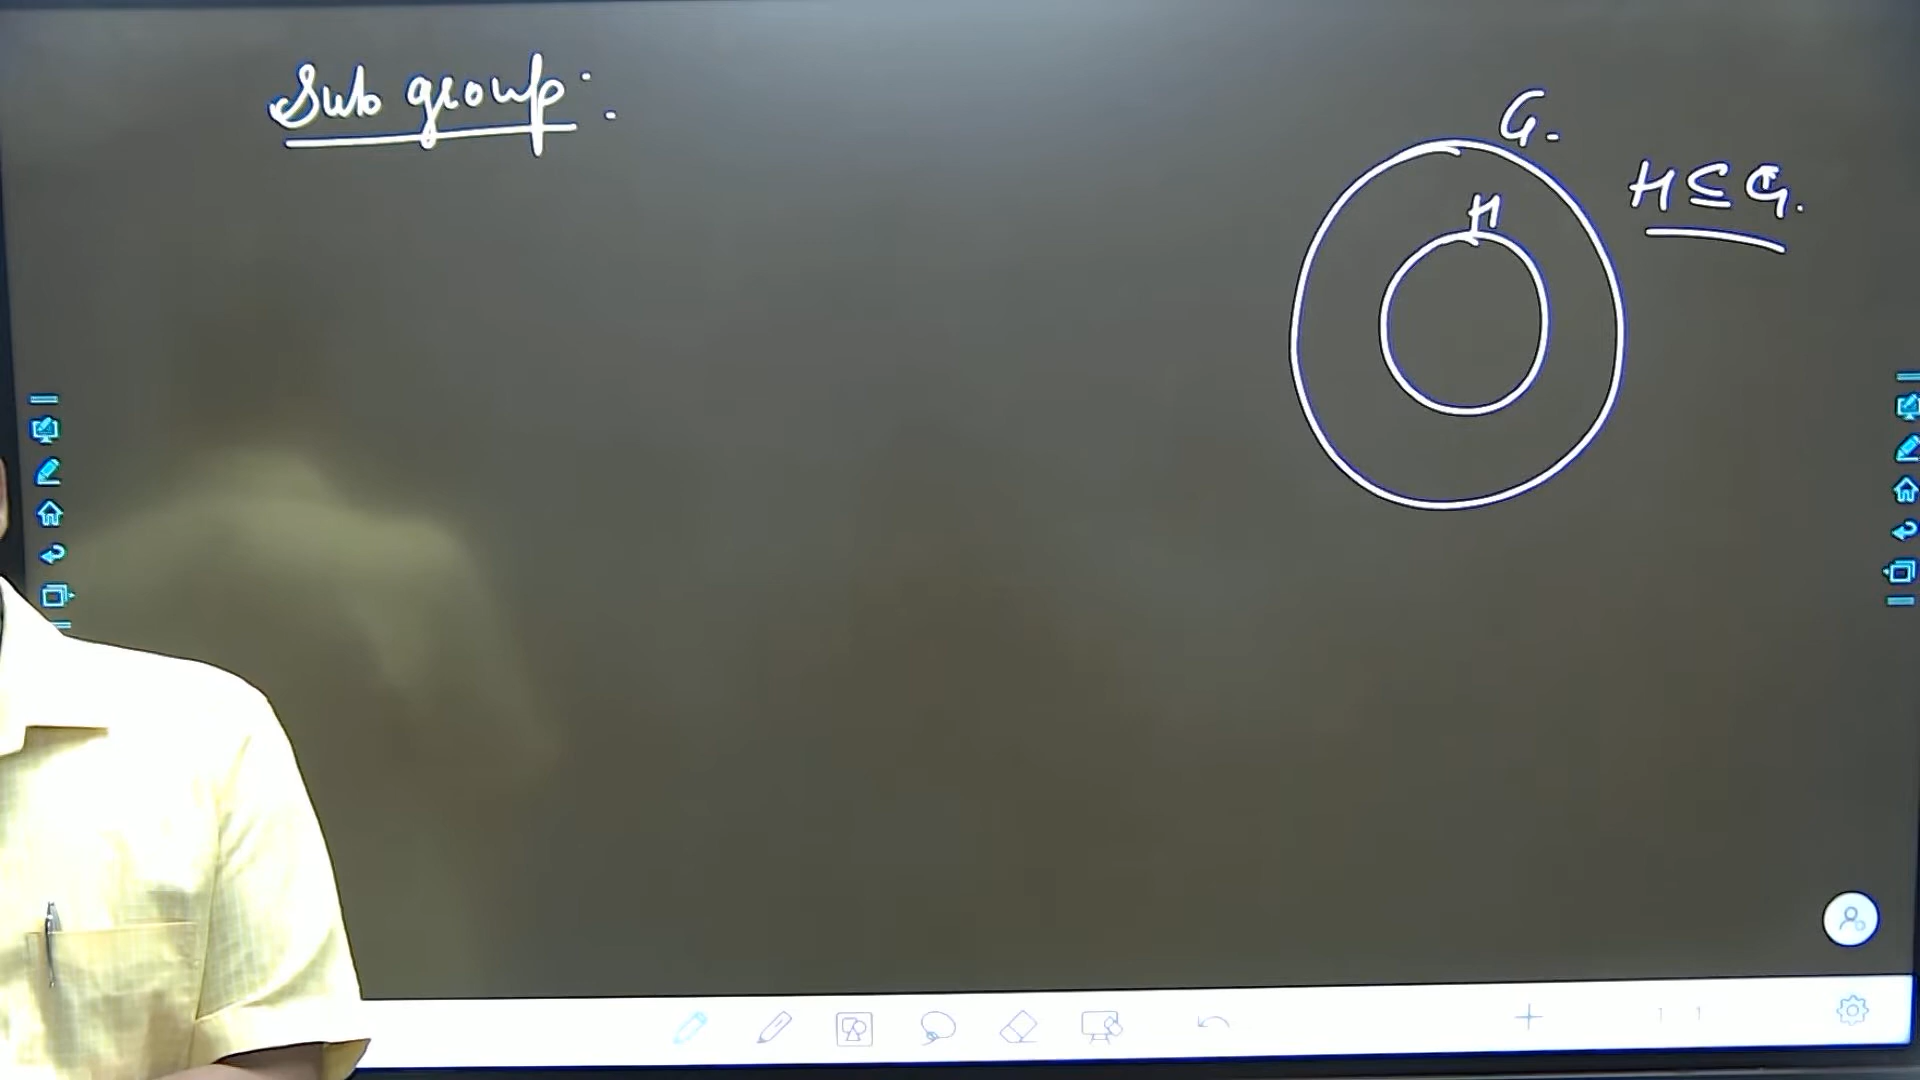 Sub group :
G.
H ⊆ G.
H